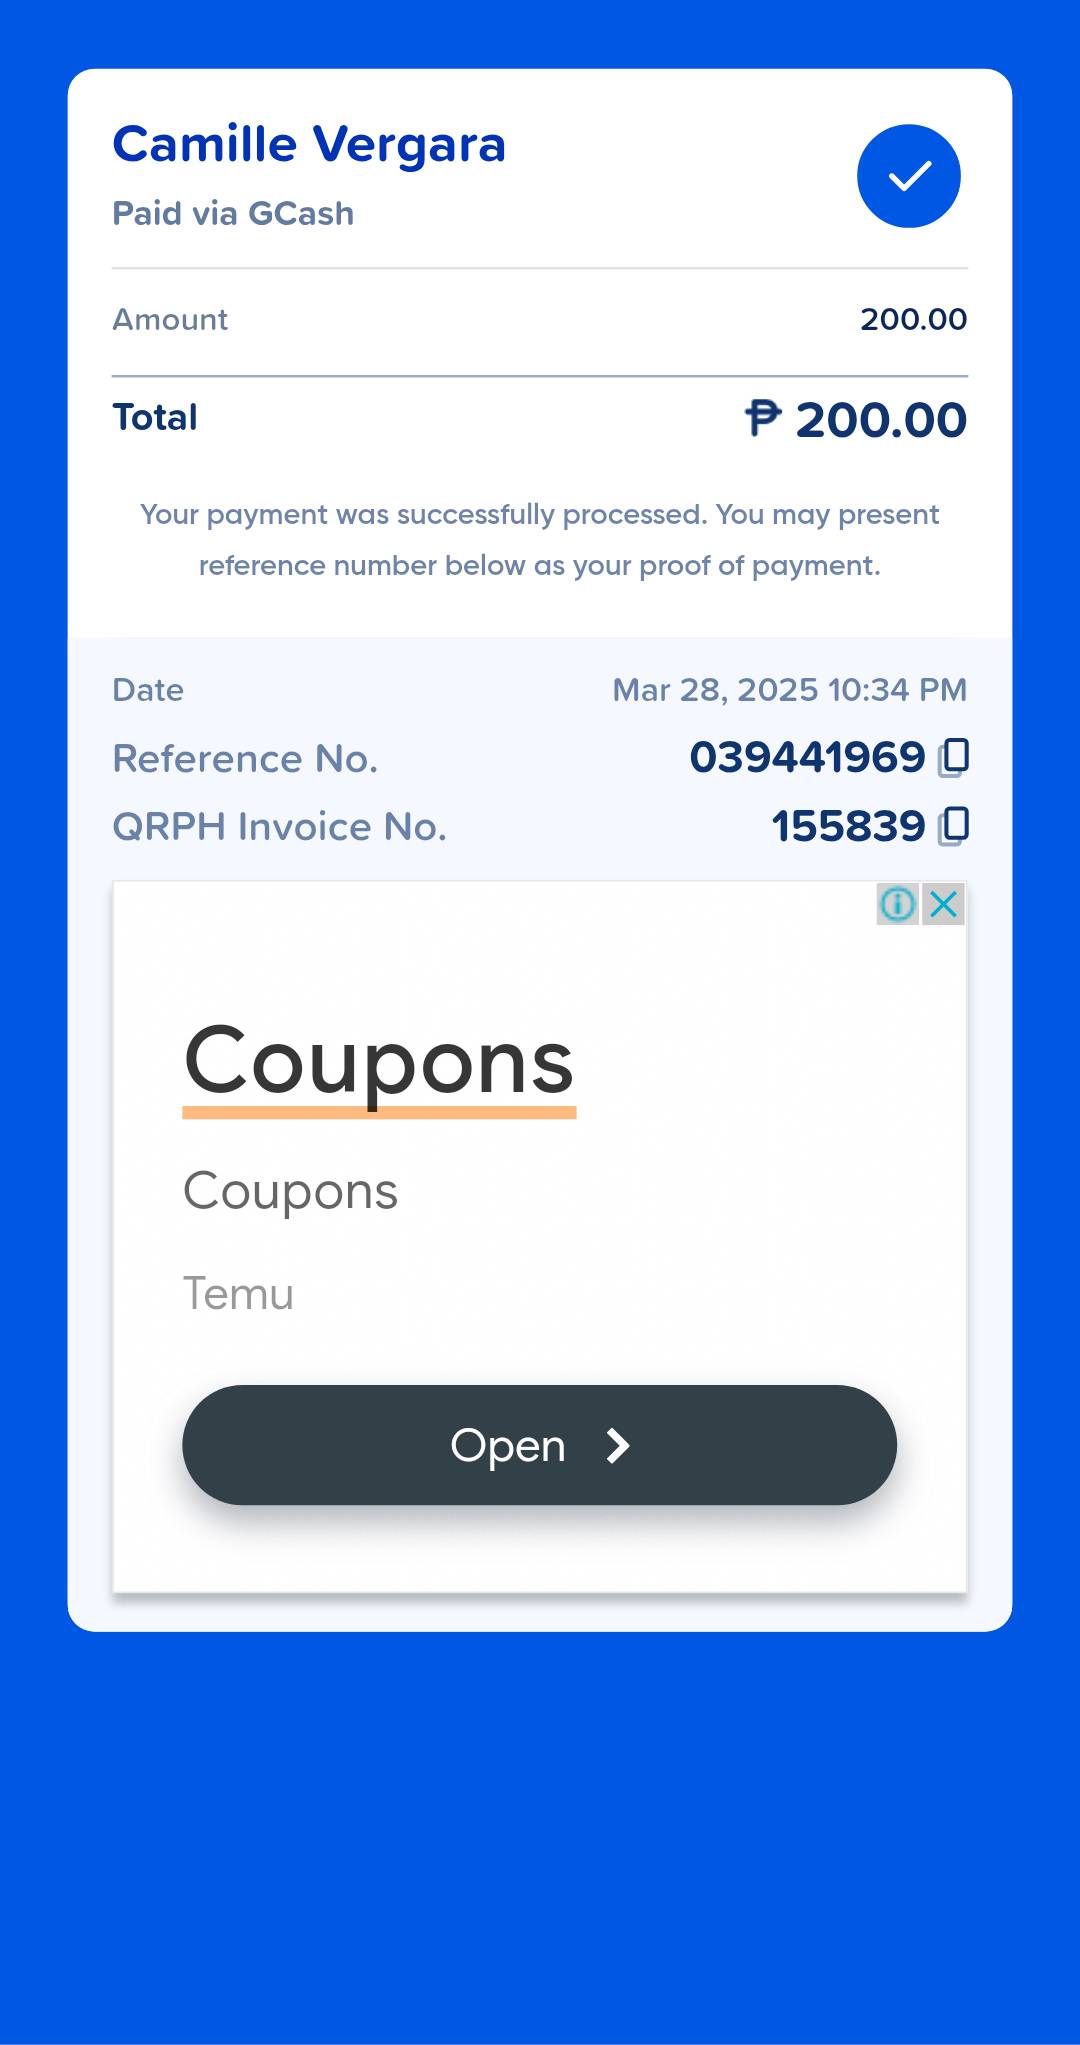 Camille Vergara
Paid via GCash
Amount 200.00
Total ₱ 200.00
Your payment was successfully processed. You may present
reference number below as your proof of payment.
Date Mar 28, 2025 10:34 PM
Reference No. 039441969
QRPH Invoice No. 155839
Coupons
Coupons
Temu
Open